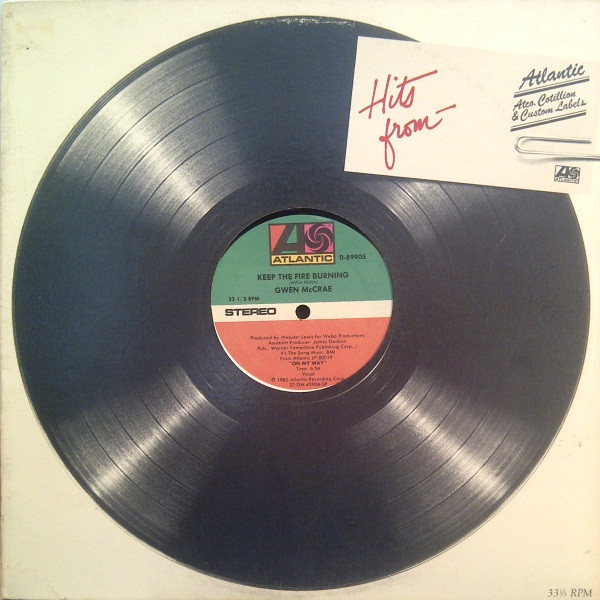 Hits
from
Atlantic
Atco, Cotillion
& Custom Labels
ATLANTIC
ATLANTIC
D-89905
KEEP THE FIRE BURNING
GWEN McCRAE
33 1/3 RPM
STEREO
Produced by Webster Lewis for Webo Productions
Assistant Producer: James Gadson
Pub., Warner Tamerlane Publishing Corp./
It's The Song Music, BMI
From Atlantic LP 80019
"ON MY WAY"
Time: 6:54
Vocal
℗ 1982 Atlantic Recording Corp.
33⅓ RPM